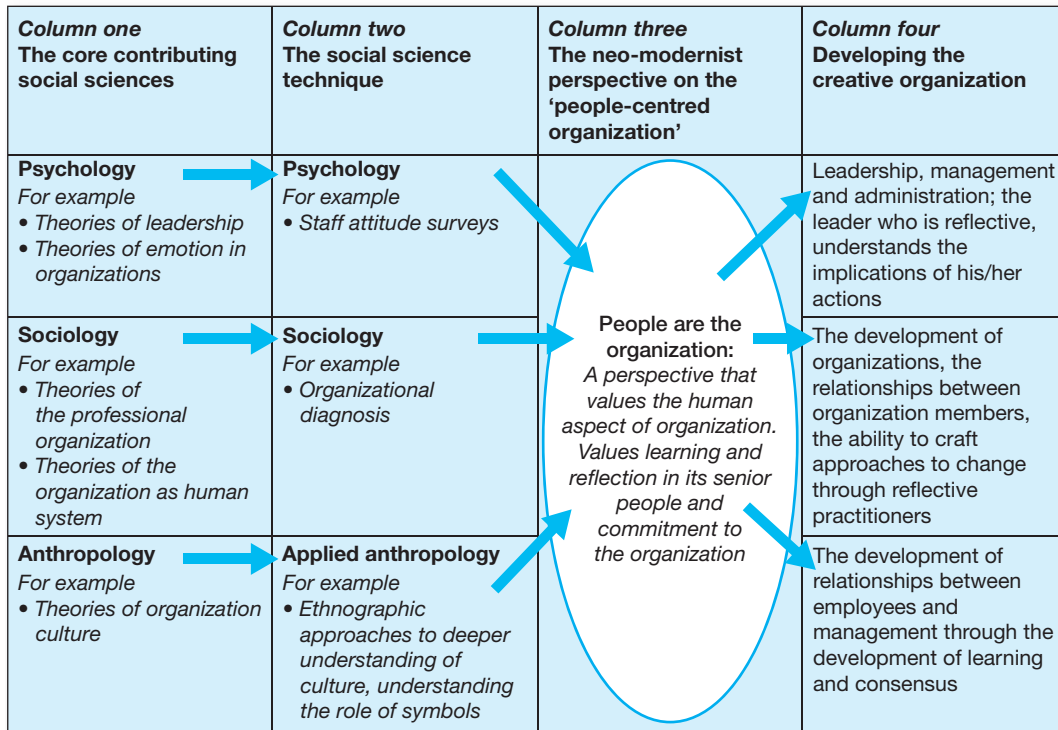 Column one
The core contributing
social sciences
Column two
The social science
technique
Column three
The neo-modernist
perspective on the
‘people-centred
organization’
Column four
Developing the
creative organization
Psychology
For example
• Theories of leadership
• Theories of emotion in
organizations
Psychology
For example
• Staff attitude surveys
Leadership, management
and administration; the
leader who is reflective,
understands the
implications of his/her
actions
Sociology
For example
• Theories of
the professional
organization
• Theories of the
organization as human
system
Sociology
For example
• Organizational
diagnosis
People are the
organization:
A perspective that
values the human
aspect of organization.
Values learning and
reflection in its senior
people and
commitment to
the organization
The development of
organizations, the
relationships between
organization members,
the ability to craft
approaches to change
through reflective
practitioners
Anthropology
For example
• Theories of organization
culture
Applied anthropology
For example
• Ethnographic
approaches to deeper
understanding of
culture, understanding
the role of symbols
The development of
relationships between
employees and
management through the
development of learning
and consensus